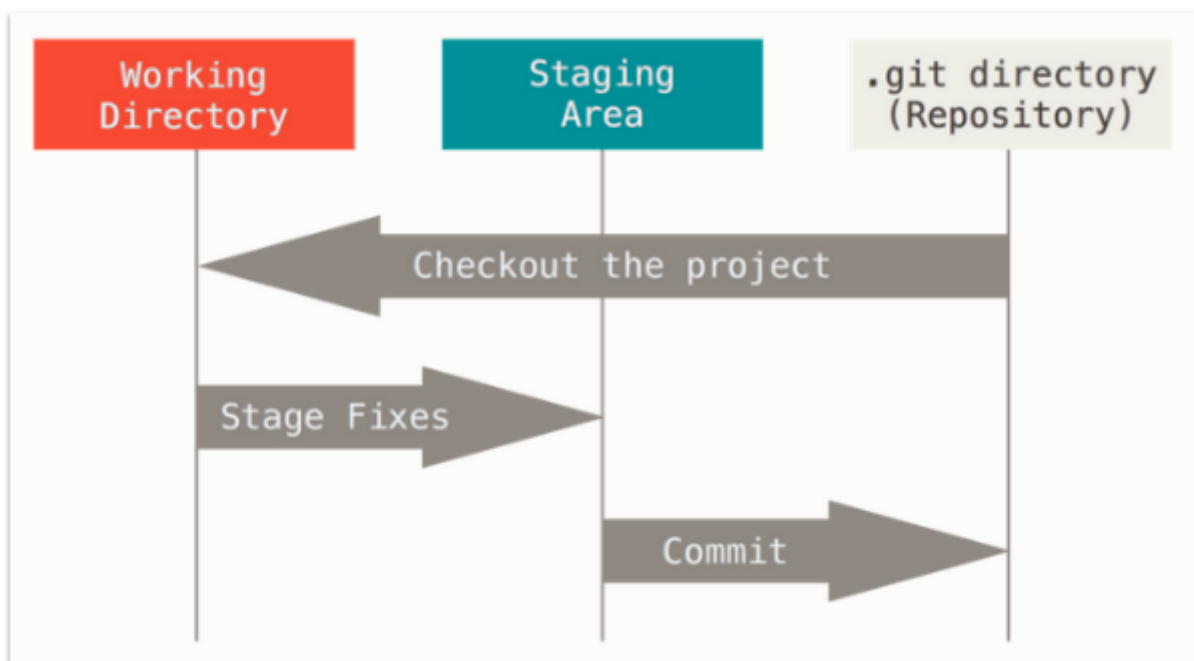 Working
Directory
Staging
Area
.git directory
(Repository)
Checkout the project
Stage Fixes
Commit